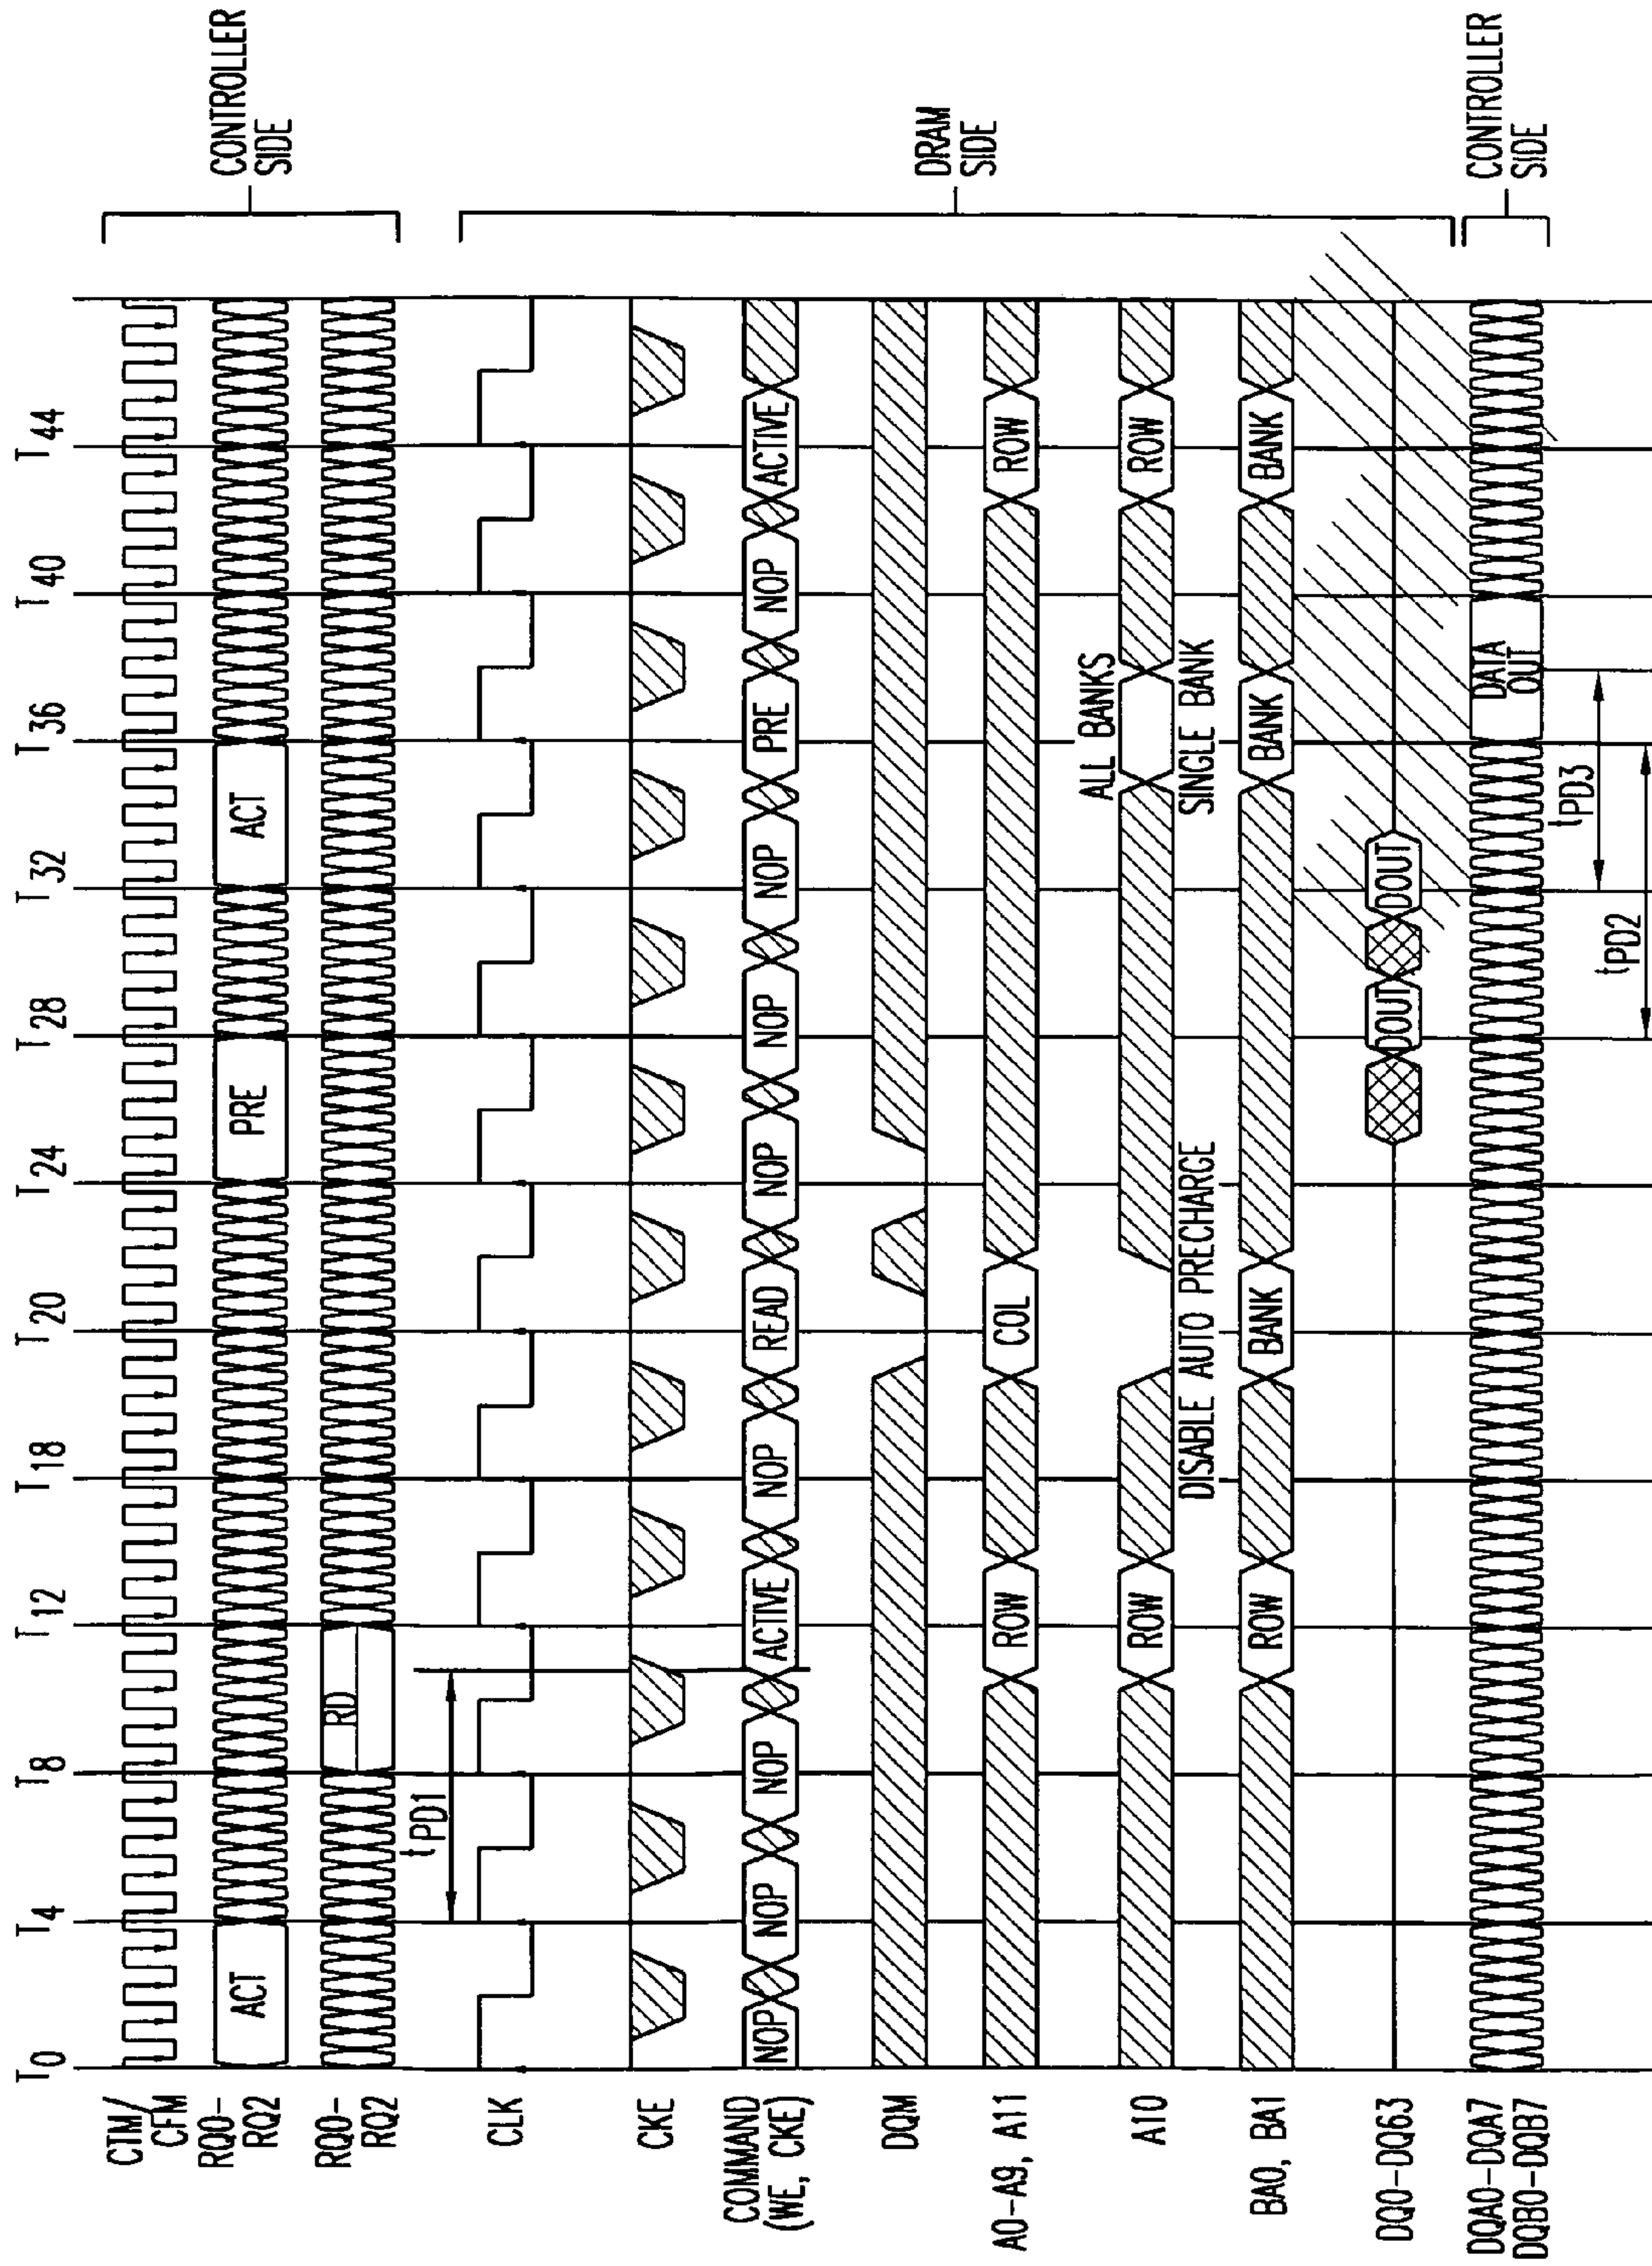 T0 T4 T8 T12 T18 T20 T24 T28 T32 T36 T40 T44
CTM/
CFM
RQ0-
RQ2
ACT PRE ACT
RQ0-
RQ2
RD
CONTROLLER
SIDE
tPD1
CLK
CKE
COMMAND
(WE, CKE)
NOP NOP NOP ACTIVE NOP READ NOP NOP NOP PRE NOP ACTIVE
DQM
DRAM
SIDE
A0-A9, A11
ROW COL ROW
ALL BANKS
A10
ROW ROW
DISABLE AUTO PRECHARGE
SINGLE BANK
BA0, BA1
ROW BANK BANK BANK
DQ0-DQ63
DOUT DOUT
DQA0-DQA7
DQB0-DQB7
DATA
OUT
CONTROLLER
SIDE
tPD3
tPD2